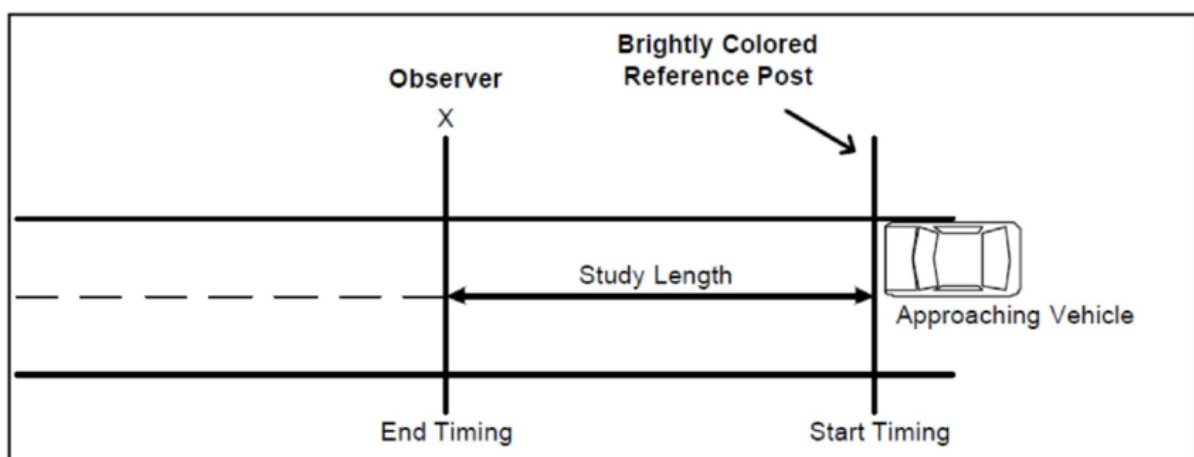 Brightly Colored
Reference Post
Observer
X
Study Length
Approaching Vehicle
End Timing
Start Timing